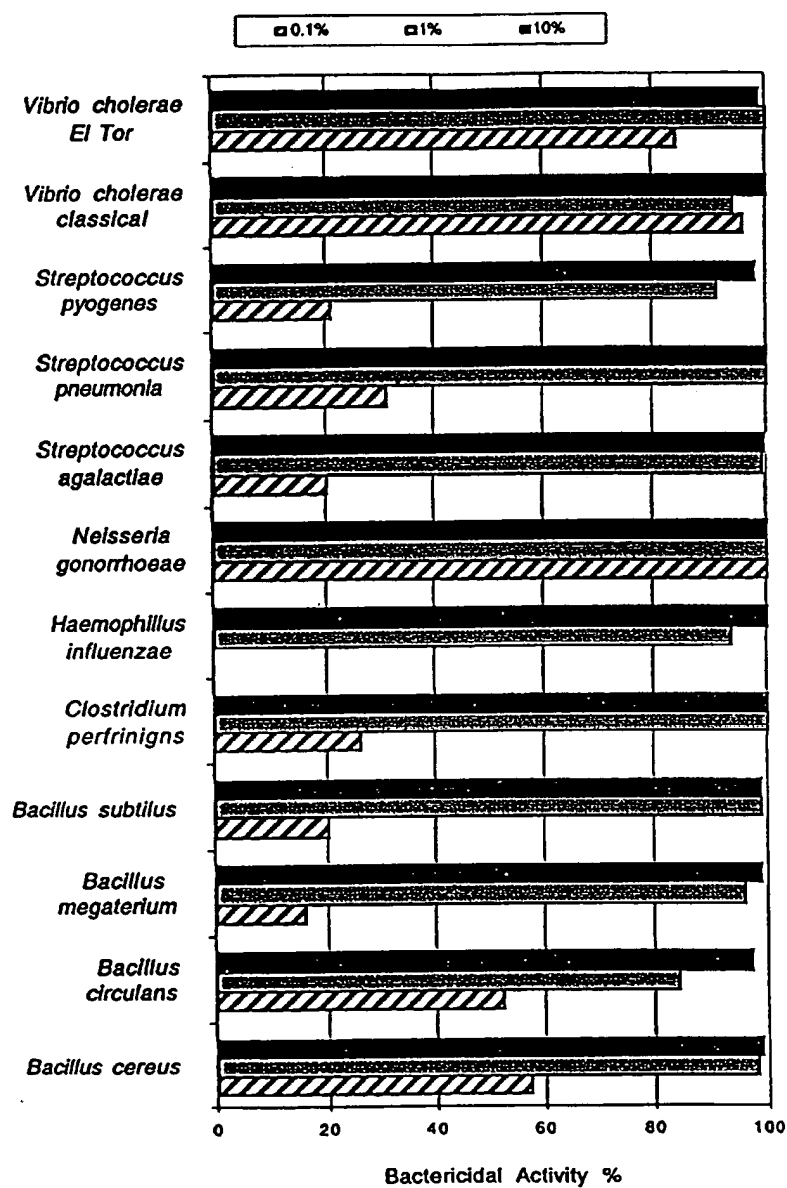 0.1% 1% 10%
Vibrio cholerae
El Tor
Vibrio cholerae
classical
Streptococcus
pyogenes
Streptococcus
pneumonia
Streptococcus
agalactiae
Neisseria
gonorrhoeae
Haemophillus
influenzae
Clostridium
perfrinigns
Bacillus subtilus
Bacillus
megaterium
Bacillus
circulans
Bacillus cereus
0 20 40 60 80 100
Bactericidal Activity %